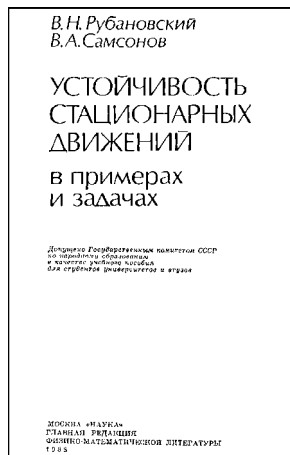 В. Н. Рубановский
В. А. Самсонов
УСТОЙЧИВОСТЬ
СТАЦИОНАРНЫХ
ДВИЖЕНИЙ
в примерах
и задачах
Допущено Государственным комитетом СССР
по народному образованию
в качестве учебного пособия
для студентов университетов и втузов
МОСКВА «НАУКА»
ГЛАВНАЯ РЕДАКЦИЯ
ФИЗИКО-МАТЕМАТИЧЕСКОЙ ЛИТЕРАТУРЫ